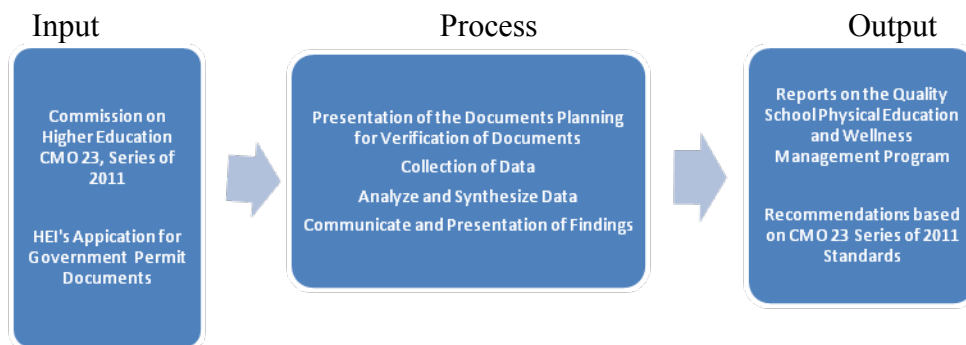 Input
Process
Output
Commission on
Higher Education
CMO 23, Series of
2011
HEI's Appication for
Government Permit
Documents
Presentation of the Documents Planning
for Verification of Documents
Collection of Data
Analyze and Synthesize Data
Communicate and Presentation of Findings
Reports on the Quality
School Physical Education
and Wellness
Management Program
Recommendations based
on CMO 23 Series of 2011
Standards